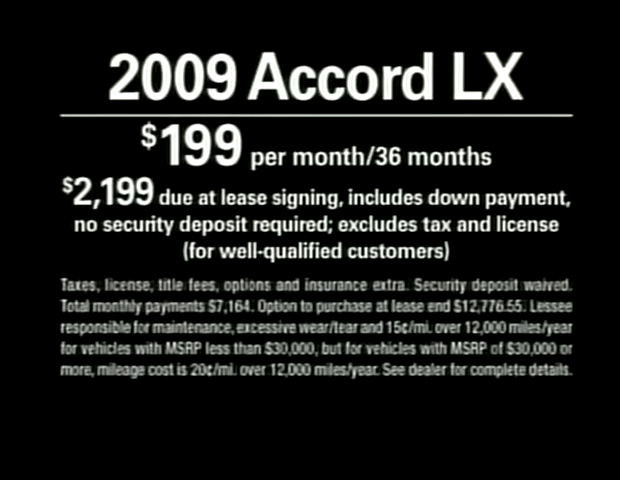 2009 Accord LX
$199 per month/36 months
$2,199 due at lease signing, includes down payment,
no security deposit required; excludes tax and license
(for well-qualified customers)
Taxes, license, title fees, options and insurance extra. Security deposit waived.
Total monthly payments $7,164. Option to purchase at lease end $12,776.55. Lessee
responsible for maintenance, excessive wear/tear and 15¢/mi. over 12,000 miles/year
for vehicles with MSRP less than $30,000, but for vehicles with MSRP of $30,000 or
more, mileage cost is 20¢/mi. over 12,000 miles/year. See dealer for complete details.